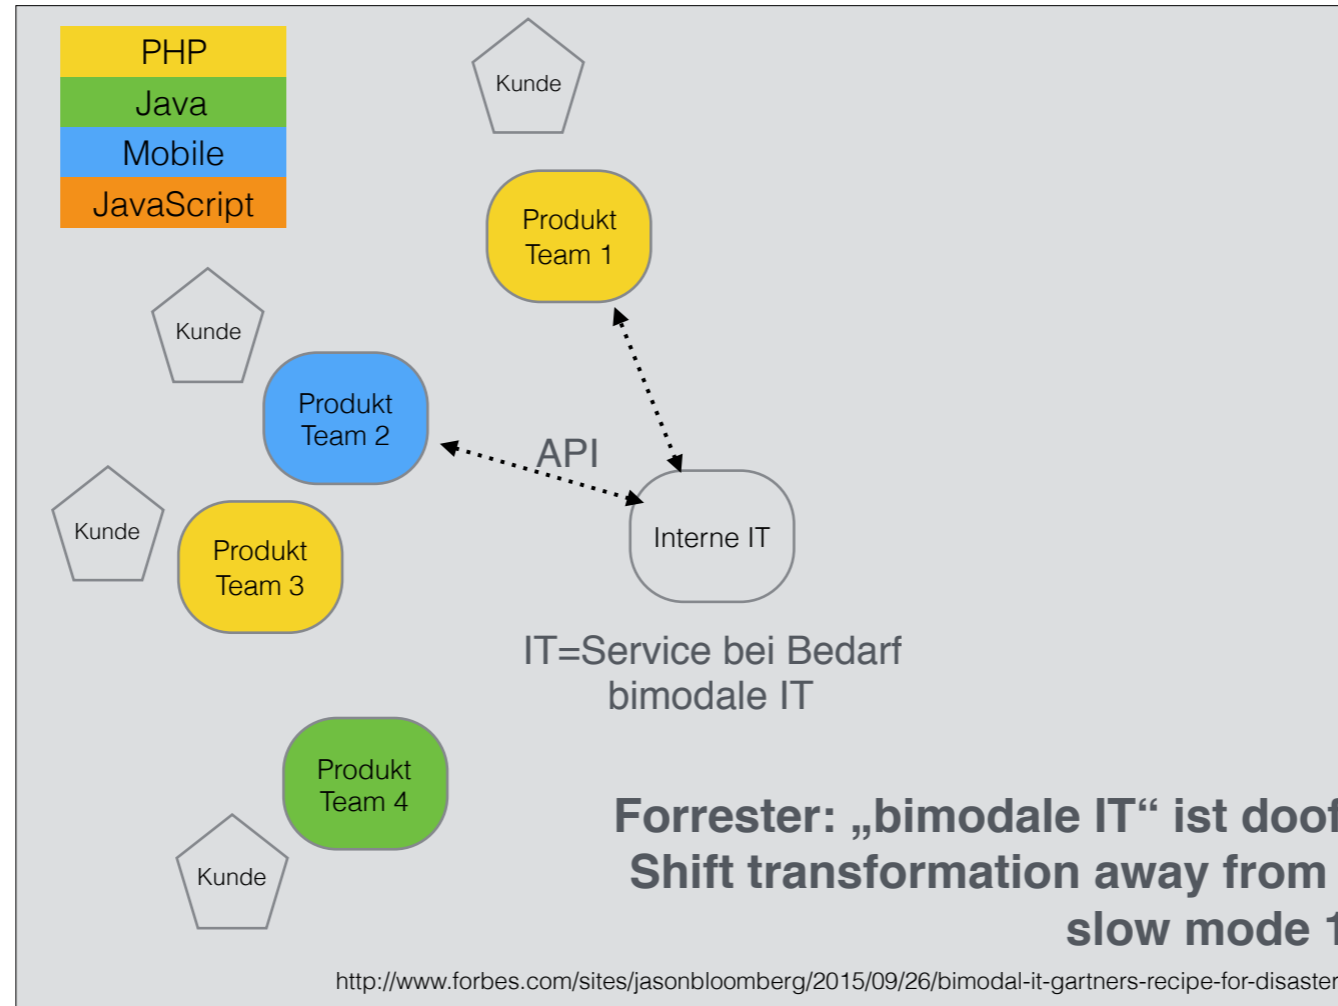 PHP
Java
Mobile
JavaScript
Kunde
Produkt
Team 1
Kunde
Produkt
Team 2
API
Kunde
Produkt
Team 3
Interne IT
IT=Service bei Bedarf
bimodale IT
Produkt
Team 4
Kunde
Forrester: „bimodale IT“ ist doof
Shift transformation away from
slow mode 1
http://www.forbes.com/sites/jasonbloomberg/2015/09/26/bimodal-it-gartners-recipe-for-disaster